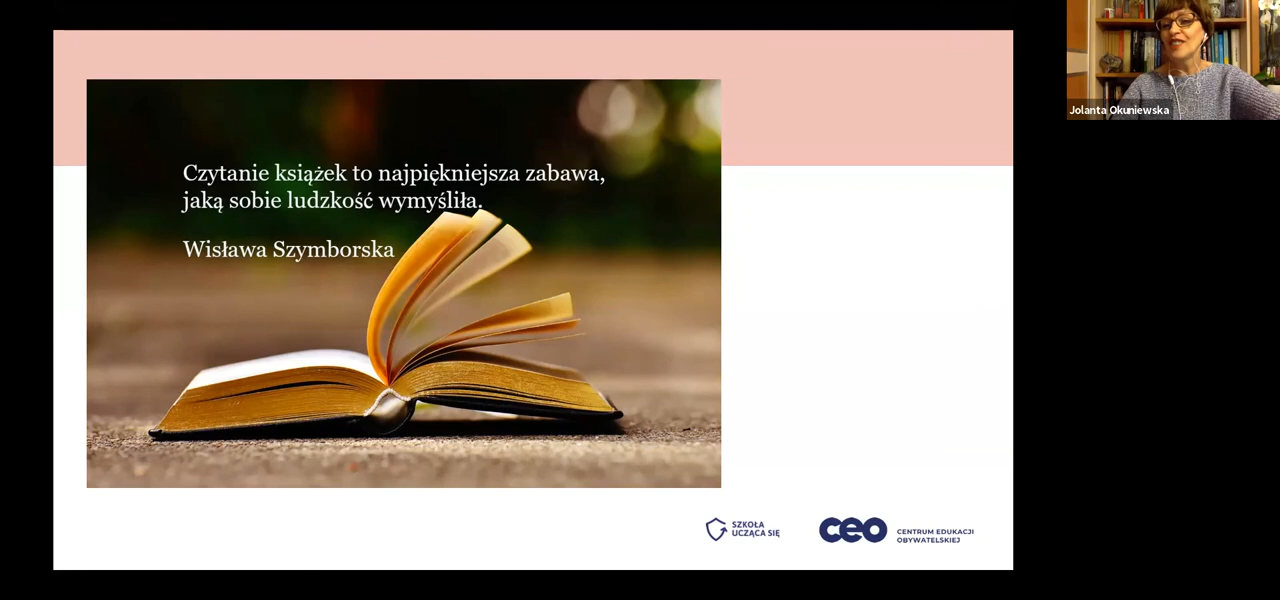 Czytanie książek to najpiękniejsza zabawa,
jaką sobie ludzkość wymyśliła.
Wisława Szymborska
Jolanta Okuniewska
SZKOŁA
UCZĄCA SIĘ
ceo
CENTRUM EDUKACJI
OBYWATELSKIEJ